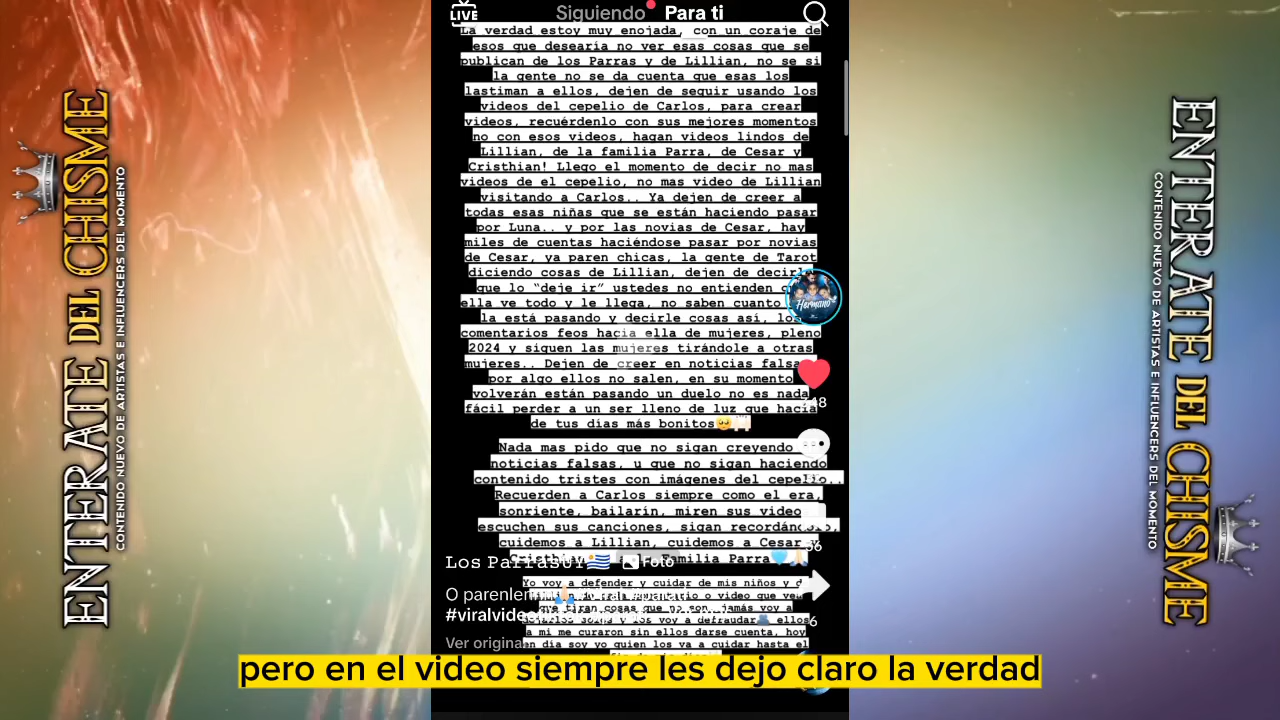 LIVE
Siguiendo
Para ti
La verdad estoy muy enojada, con un coraje de
esos que desearia no ver esas cosas que se
publican de los Parras y de Lillian, no se si
la gente no se da cuenta que esas los
lastiman a ellos, dejen de seguir usando los
videos del cepelio de Carlos, para crear
videos, recuérdenlo con sus mejores momentos
no con esos videos, hagan videos lindos de
Lillian, de la familia Parra, de Cesar y
Cristhian! Llego el momento de decir no mas
videos de el cepelio, no mas video de Lillian
visitando a Carlos.. Ya dejen de creer a
todas esas niñas que se están haciendo pasar
por Luna.. y por las novias de Cesar, hay
miles de cuentas haciéndose pasar por novias
de Cesar, ya paren chicas, la gente de Tarot
diciendo cosas de Lillian, dejen de decirle
que lo “deje ir” ustedes no entienden
ella ve todo y le llega, no saben cuanto
la está pasando y decirle cosas asi, los
comentarios feos hacia ella de mujeres, pleno
2024 y siguen las mujeres tirándole a otras
mujeres.. Dejen de creer en noticias falsas
por algo ellos no salen, en su momento
volverán están pasando un duelo no es nada
fácil perder a un ser lleno de luz que hacia
de tus dias más bonitos🥺
Nada mas pido que no sigan creyendo
noticias falsas, y que no sigan haciendo
contenido tristes con imágenes del cepelio..
Recuerden a Carlos siempre como el era,
sonriente, bailarín, miren sus video
escuchen sus canciones, sigan
cuidemos a Lillian, cuidemos a Cesar y
Familia Parra
Hermano
Los ParrasUr🇺🇾
Foto
#viralvide
Ver origina
Yo voy a defender y cuidar de mis niños y
a mi me curaron sin ellos darse cuenta, hoy
en día soy yo quien los va a cuidar hasta el
pero en el video siempre les dejo claro la verdad
ENTERATE DEL CHISME
CONTENIDO NUEVO DE ARTISTAS E INFLUENCERS DEL MOMENTO
ENTERATE DEL CHISME
CONTENIDO NUEVO DE ARTISTAS E INFLUENCERS DEL MOMENTO